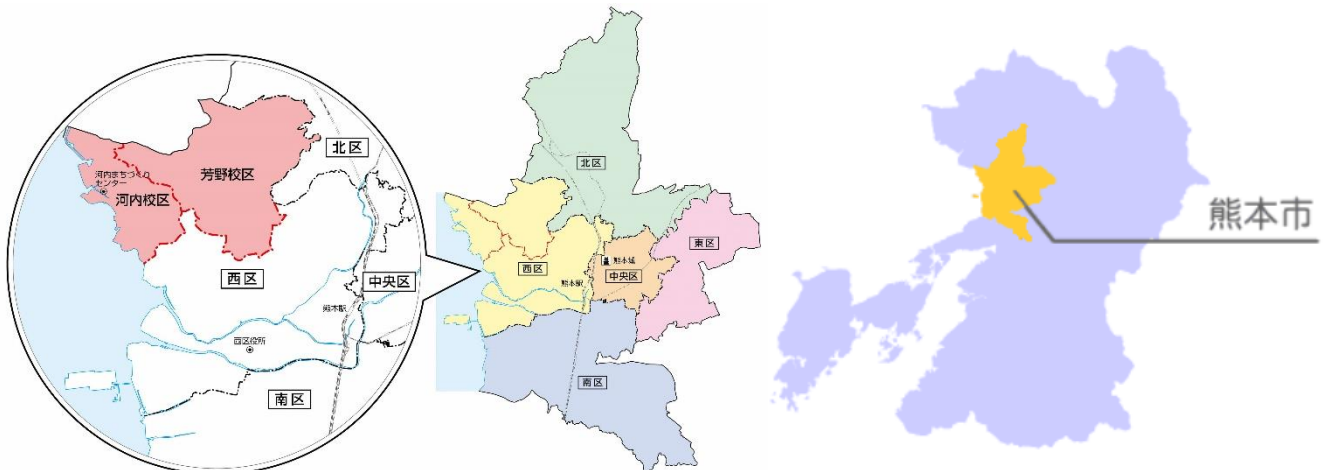 北区
芳野校区
河内まちづくり
センター
河内校区
西区
中央区
熊本駅
西区役所
南区
北区
東区
熊本城
西区
中央区
熊本駅
南区
熊本市